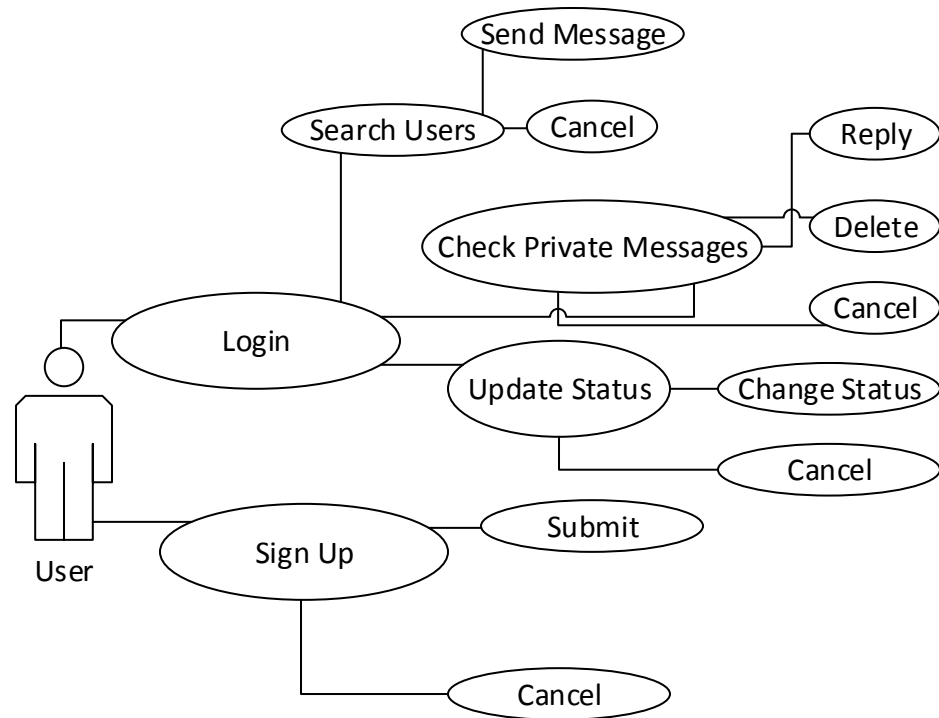 Send Message
Search Users
Cancel
Reply
Check Private Messages
Delete
Cancel
Login
Update Status
Change Status
Cancel
Submit
Sign Up
User
Cancel